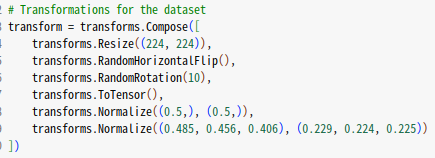 # Transformations for the dataset
transform = transforms.Compose([
    transforms.Resize((224, 224)),
    transforms.RandomHorizontalFlip(),
    transforms.RandomRotation(10),
    transforms.ToTensor(),
    transforms.Normalize((0.5,), (0.5,)),
    transforms.Normalize((0.485, 0.456, 0.406), (0.229, 0.224, 0.225))
])